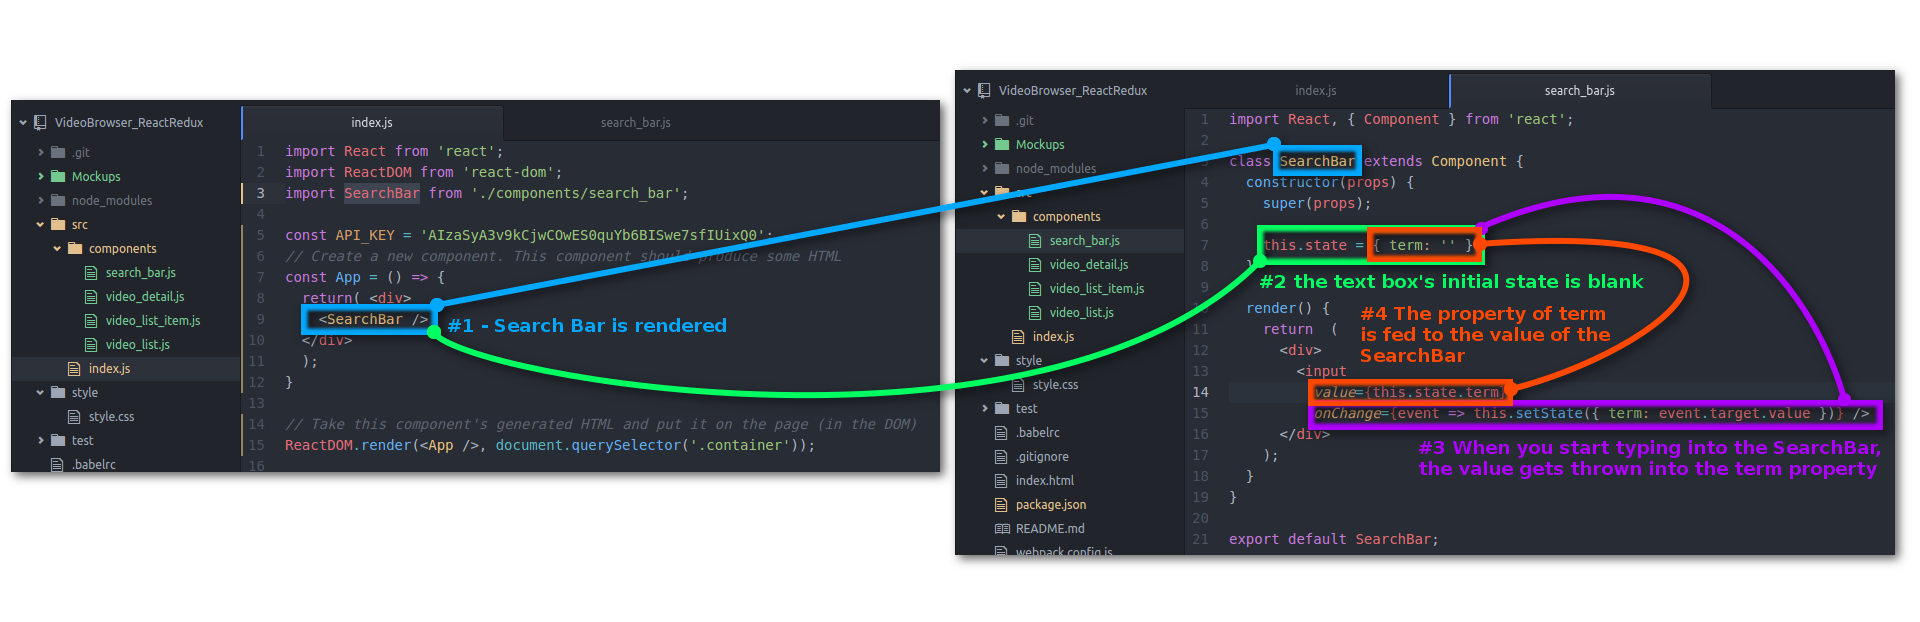 VideoBrowser_ReactRedux
.git
Mockups
node_modules
src
components
search_bar.js
video_detail.js
video_list_item.js
video_list.js
index.js
style
style.css
test
.babelrc
index.js
search_bar.js
1 import React from 'react';
2 import ReactDOM from 'react-dom';
3 import SearchBar from './components/search_bar';
4
5 const API_KEY = 'AIzaSyA3v9kCjwCOwES0quYb6BISwe7sfIUixQ0';
6 // Create a new component. This component should produce some HTML
7 const App = () => {
8 return( <div>
9 <SearchBar />
#1 - Search Bar is rendered
10 </div>
11 );
12 }
13
14 // Take this component's generated HTML and put it on the page (in the DOM)
15 ReactDOM.render(<App />, document.querySelector('.container'));
16
VideoBrowser_ReactRedux
.git
Mockups
node_modules
src
components
search_bar.js
video_detail.js
video_list_item.js
video_list.js
index.js
style
style.css
test
.babelrc
.gitignore
index.html
package.json
README.md
webpack.config.js
index.js
search_bar.js
1 import React, { Component } from 'react';
2
3 class SearchBar extends Component {
4 constructor(props) {
5 super(props);
6
7 this.state = { term: '' }
8 }
#2 the text box's initial state is blank
9
10 render() {
11 return (
12 <div>
13 <input
#4 The property of term
is fed to the value of the
SearchBar
14 value={this.state.term}
15 onChange={event => this.setState({ term: event.target.value })} />
16 </div>
#3 When you start typing into the SearchBar,
the value gets thrown into the term property
17 );
18 }
19 }
20
21 export default SearchBar;